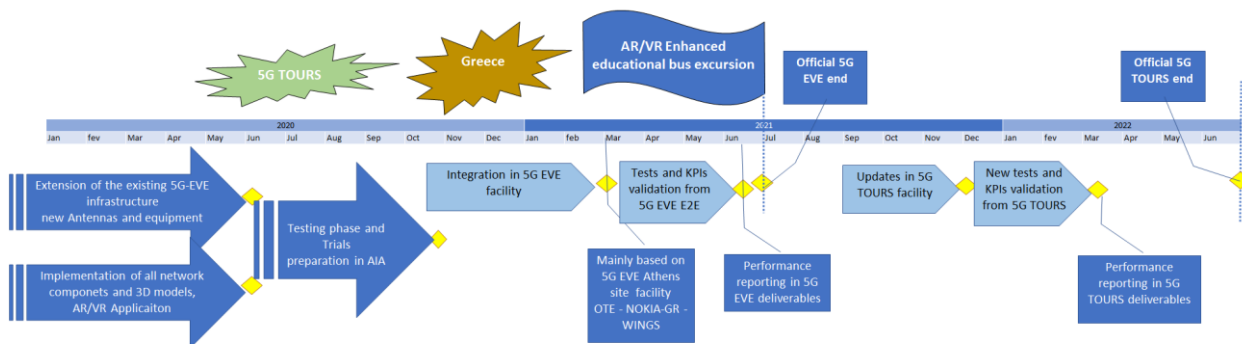 5G TOURS
Greece
AR/VR Enhanced
educational bus excursion
Official 5G
EVE end
Official 5G
TOURS end
2020
2021
2022
Jan fev Mar Apr May Jun Jul Aug Sep Oct Nov Dec Jan feb Mar Apr May Jun Jul Aug Sep Oct Nov Dec Jan fev Mar Apr May Jun
Extension of the existing 5G-EVE
infrastructure
new Antennas and equipment
Implementation of all network
componets and 3D models,
AR/VR Applicaiton
Testing phase and
Trials
preparation in AIA
Integration in 5G EVE
facility
Tests and KPIs
validation from
5G EVE E2E
Updates in 5G
TOURS facility
New tests and
KPIs validation
from 5G TOURS
Mainly based on
5G EVE Athens
site facility
OTE - NOKIA-GR -
WINGS
Performance
reporting in 5G
EVE deliverables
Performance
reporting in 5G
TOURS deliverables